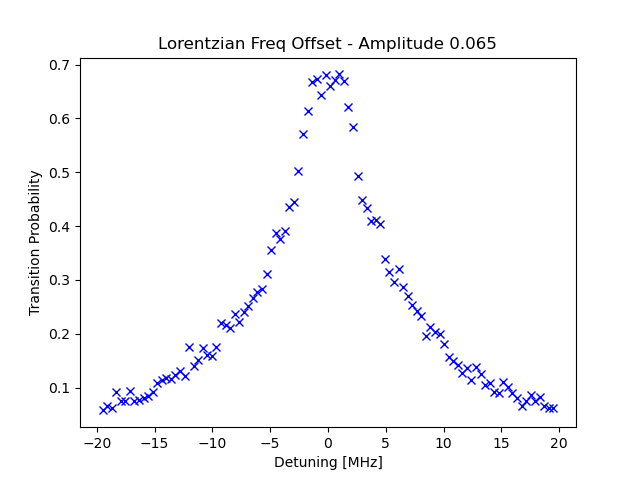 Lorentzian Freq Offset - Amplitude 0.065
Transition Probability
0.7
0.6
0.5
0.4
0.3
0.2
0.1
−20 −15 −10 −5 0 5 10 15 20
Detuning [MHz]